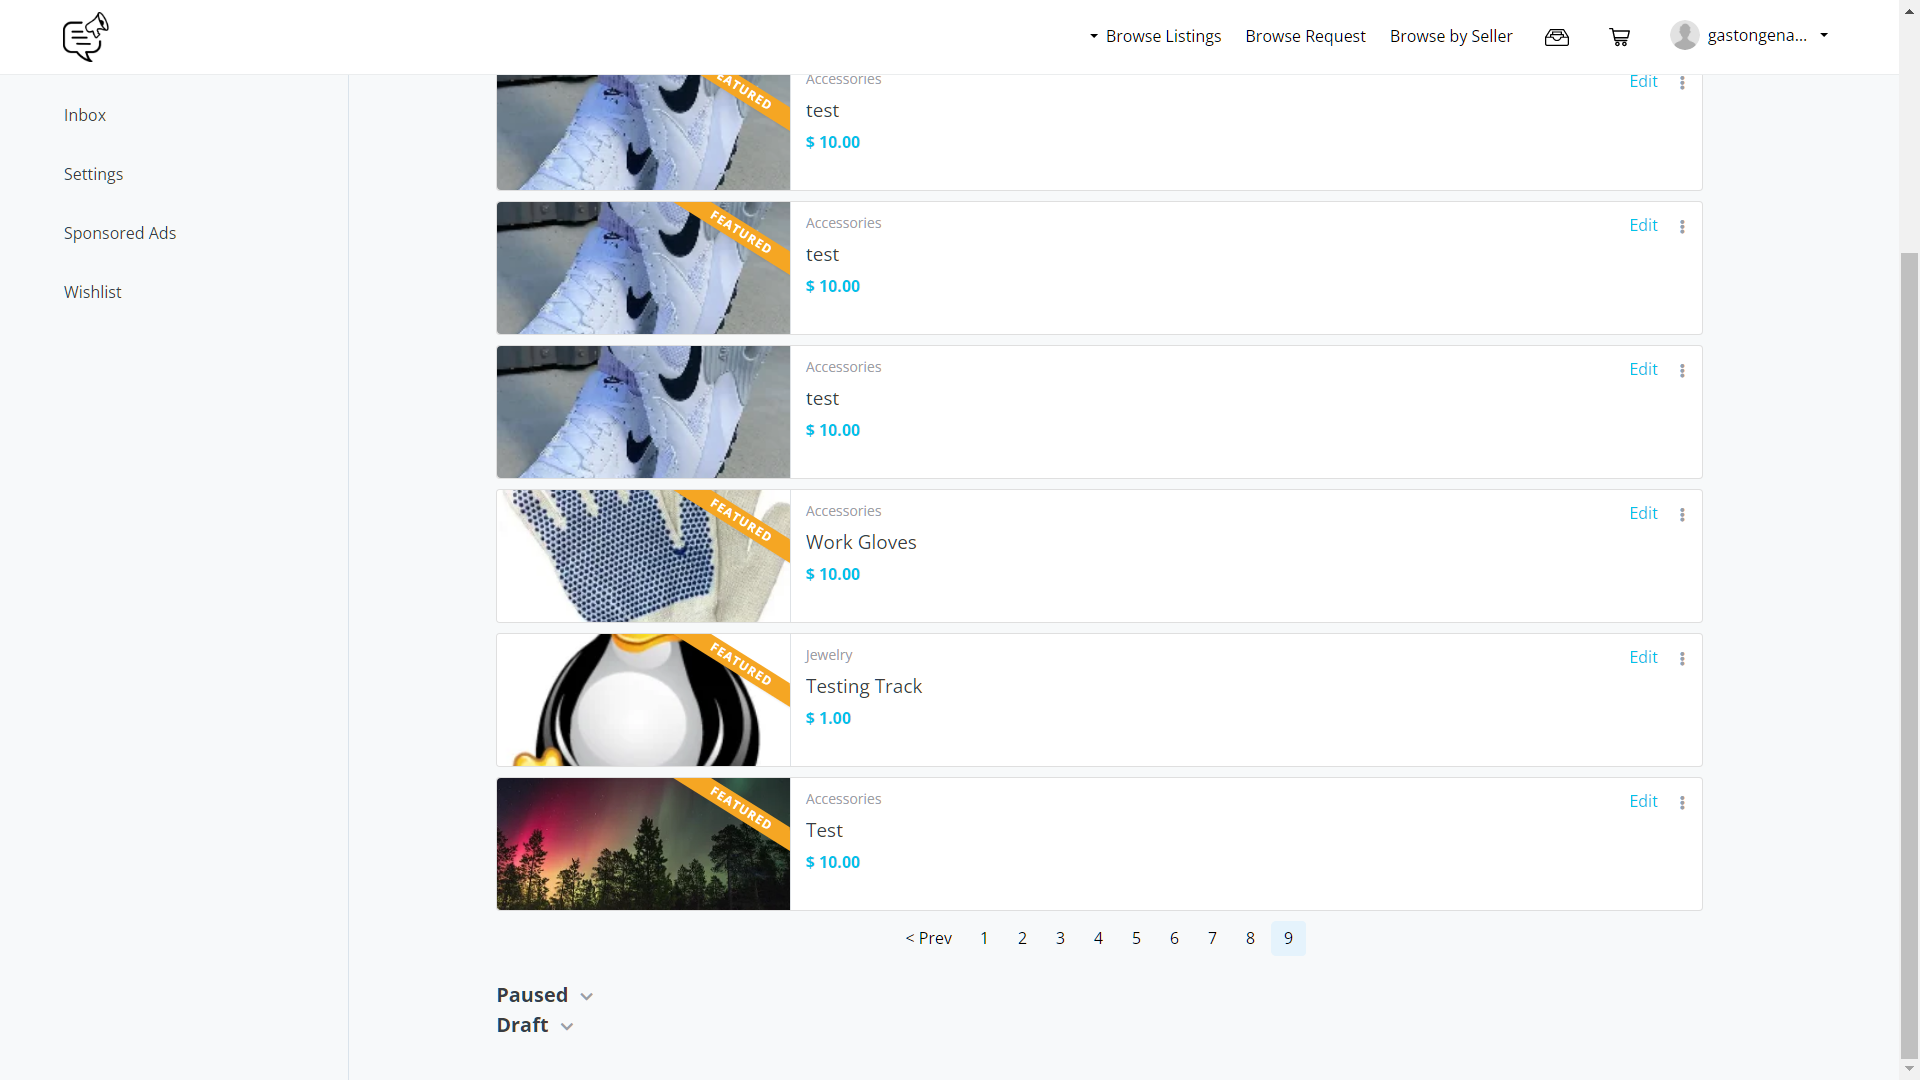 Browse Listings
Browse Request
Browse by Seller
gastongena...
Inbox
Settings
Sponsored Ads
Wishlist
FEATURED
Accessories
test
$ 10.00
Edit
FEATURED
Accessories
test
$ 10.00
Edit
Accessories
test
$ 10.00
Edit
FEATURED
Accessories
Work Gloves
$ 10.00
Edit
FEATURED
Jewelry
Testing Track
$ 1.00
Edit
FEATURED
Accessories
Test
$ 10.00
Edit
< Prev 1 2 3 4 5 6 7 8 9
Paused
Draft